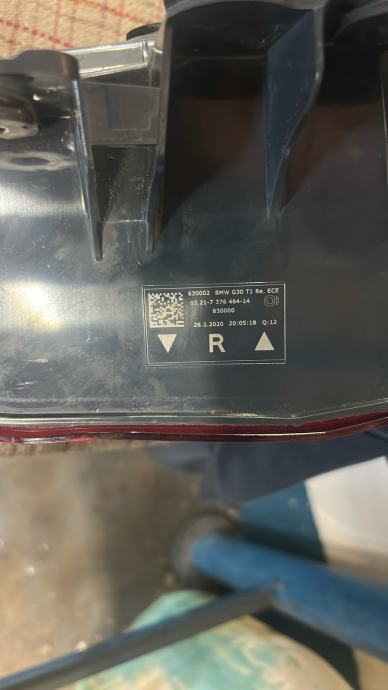 630002 BMW G30 T1 Re. ECE
63.21-7 376 464-14
630000
26.2.2020 20:05:18 Q:12
R